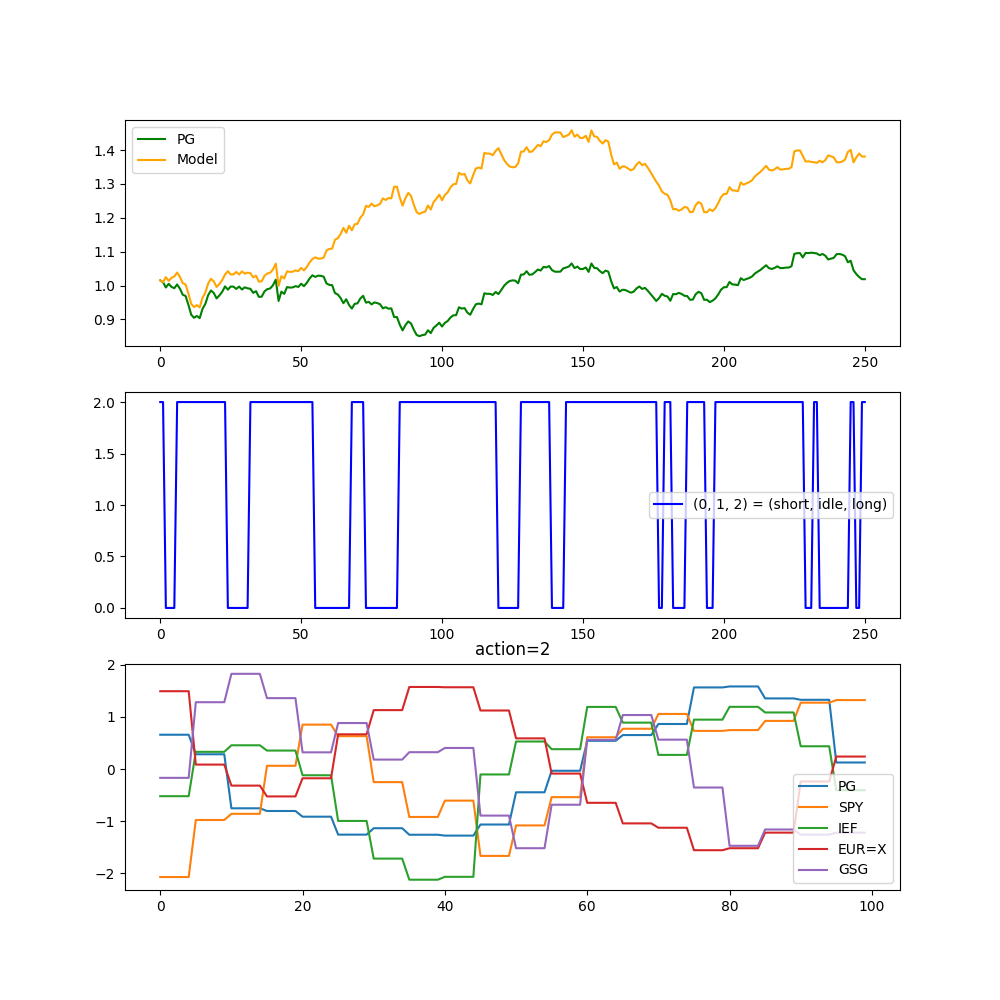 PG
Model
1.4
1.3
1.2
1.1
1.0
0.9
0 50 100 150 200 250
2.0
1.5
1.0
0.5
0.0
(0, 1, 2) = (short, idle, long)
0 50 100 150 200 250
action=2
2
1
0
−1
−2
PG
SPY
IEF
EUR=X
GSG
0 20 40 60 80 100